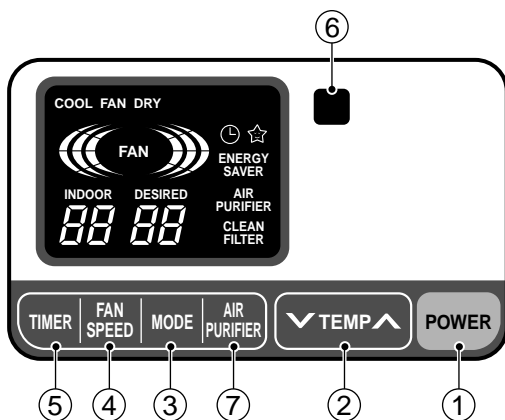 ⑥
COOL FAN DRY
FAN
ENERGY
SAVER
INDOOR DESIRED
AIR
PURIFIER
88 88
CLEAN
FILTER
TIMER
FAN
SPEED
MODE
AIR
PURIFIER
TEMP
POWER
⑤ ④ ③ ⑦ ② ①